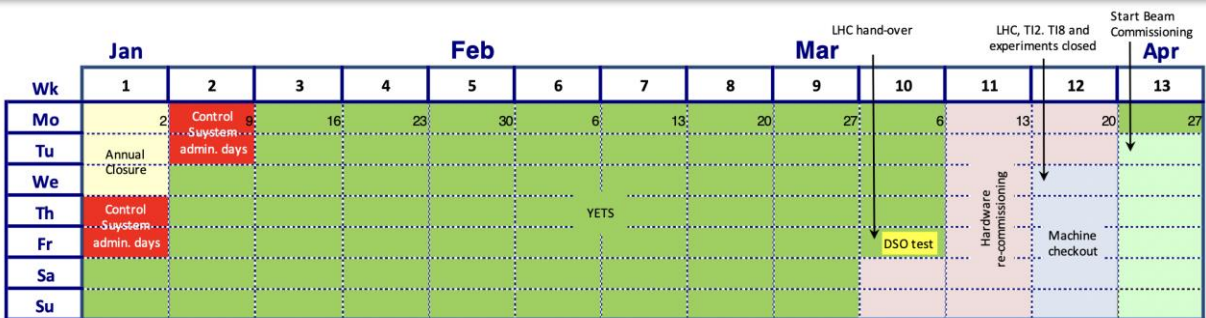 LHC hand-over
LHC, TI2. TI8 and
experiments closed
Start Beam
Commissioning
Jan Feb Mar Apr
Wk 1 2 3 4 5 6 7 8 9 10 11 12 13
Mo 2 9 16 23 30 6 13 20 27 6 13 20 27
Control
Suystem
admin. days
Tu
Annual
Closure
We
Th
Control
Suystem
admin. days
YETS
Hardware
re-commissioning
Fr
DSO test
Machine
checkout
Sa
Su